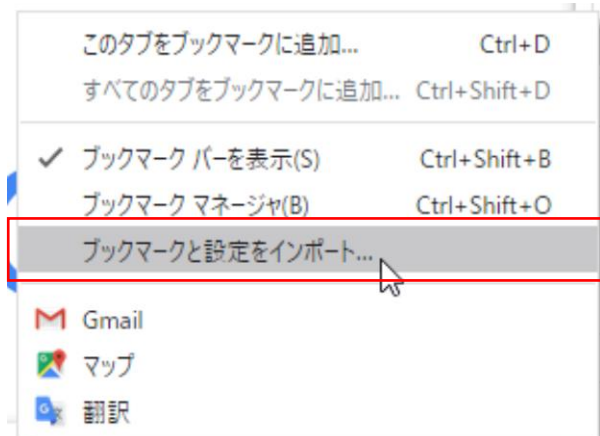 このタブをブックマークに追加... Ctrl+D
すべてのタブをブックマークに追加... Ctrl+Shift+D
ブックマーク バーを表示(S) Ctrl+Shift+B
ブックマーク マネージャ(B) Ctrl+Shift+O
ブックマークと設定をインポート...
Gmail
マップ
翻訳